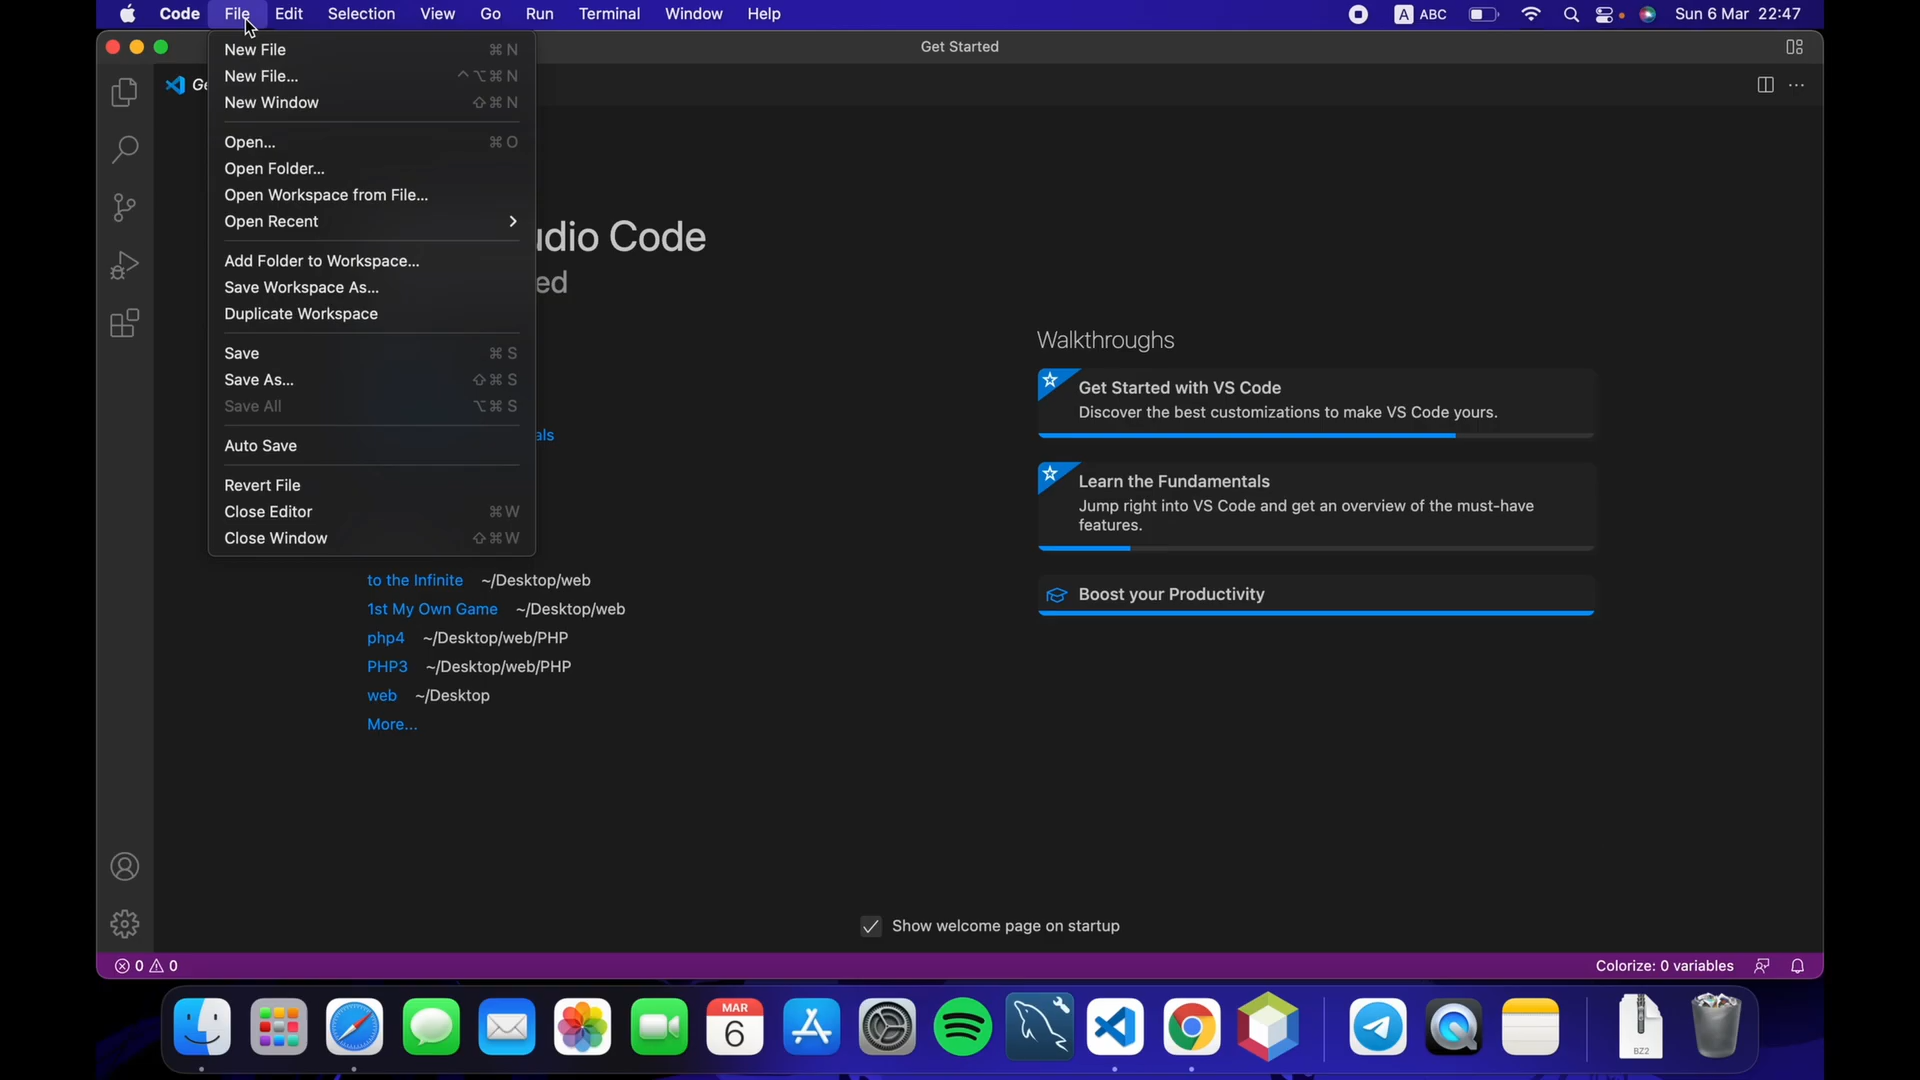 Code File Edit Selection View Go Run Terminal Window Help A ABC Sun 6 Mar 22:47
Get Started
New File ⌘ N
New File... ^⌥⌘ N
New Window ⇧⌘ N
Open... ⌘ O
Open Folder...
Open Workspace from File...
Open Recent
Add Folder to Workspace...
Save Workspace As...
Duplicate Workspace
Save ⌘ S
Save As... ⇧⌘ S
Save All ⌥⌘ S
Auto Save
Revert File
Close Editor ⌘W
Close Window ⇧⌘W
Ge
udio Code
ed
als
to the Infinite ~/Desktop/web
1st My Own Game ~/Desktop/web
php4 ~/Desktop/web/PHP
PHP3 ~/Desktop/web/PHP
web ~/Desktop
More...
Walkthroughs
Get Started with VS Code
Discover the best customizations to make VS Code yours.
Learn the Fundamentals
Jump right into VS Code and get an overview of the must-have
features.
Boost your Productivity
Show welcome page on startup
0 0 Colorize: 0 variables
MAR
6
BZ2